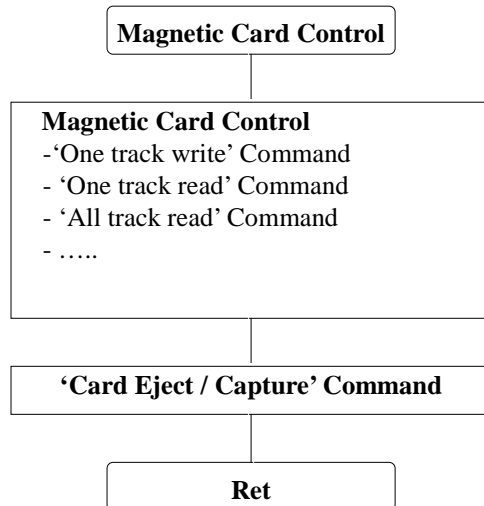 Magnetic Card Control
Magnetic Card Control
-‘One track write’ Command
- ‘One track read’ Command
- ‘All track read’ Command
- …..
‘Card Eject / Capture’ Command
Ret